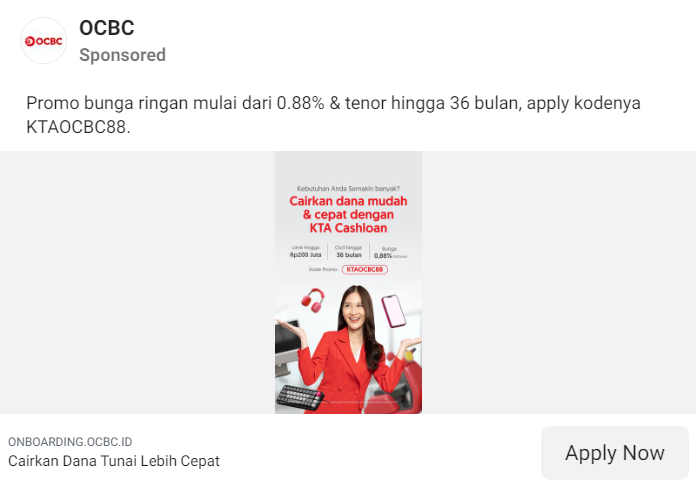 OCBC
OCBC
Sponsored
Promo bunga ringan mulai dari 0.88% & tenor hingga 36 bulan, apply kodenya
KTAOCBC88.
Kebutuhan Anda Semakin banyak?
Cairkan dana mudah
& cepat dengan
KTA Cashloan
Limit hingga Cicil hingga Bunga
Rp200 Juta 36 bulan 0,88%
Kode Promo: KTAOCBC88
ONBOARDING.OCBC.ID
Cairkan Dana Tunai Lebih Cepat
Apply Now